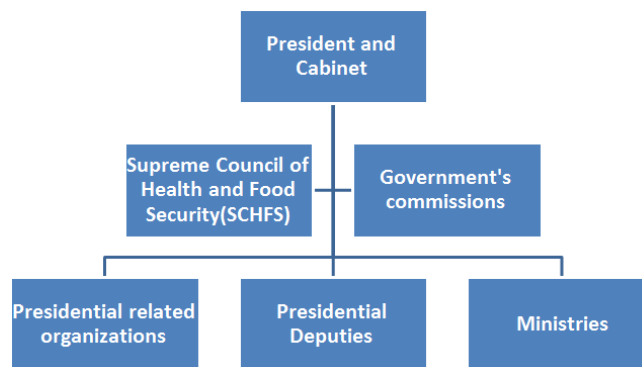 President and
Cabinet
Supreme Council of
Health and Food
Security(SCHFS)
Government's
commissions
Presidential related
organizations
Presidential
Deputies
Ministries